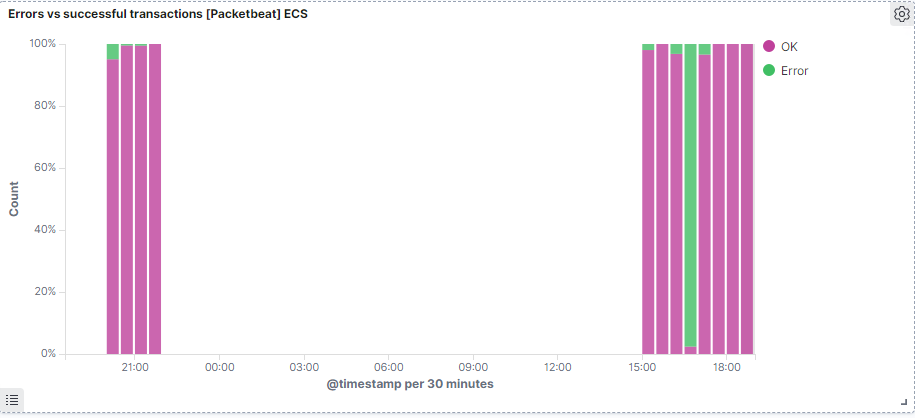 Errors vs successful transactions [Packetbeat] ECS
100%
80%
60%
40%
20%
0%
Count
21:00 00:00 03:00 06:00 09:00 12:00 15:00 18:00
@timestamp per 30 minutes
OK
Error